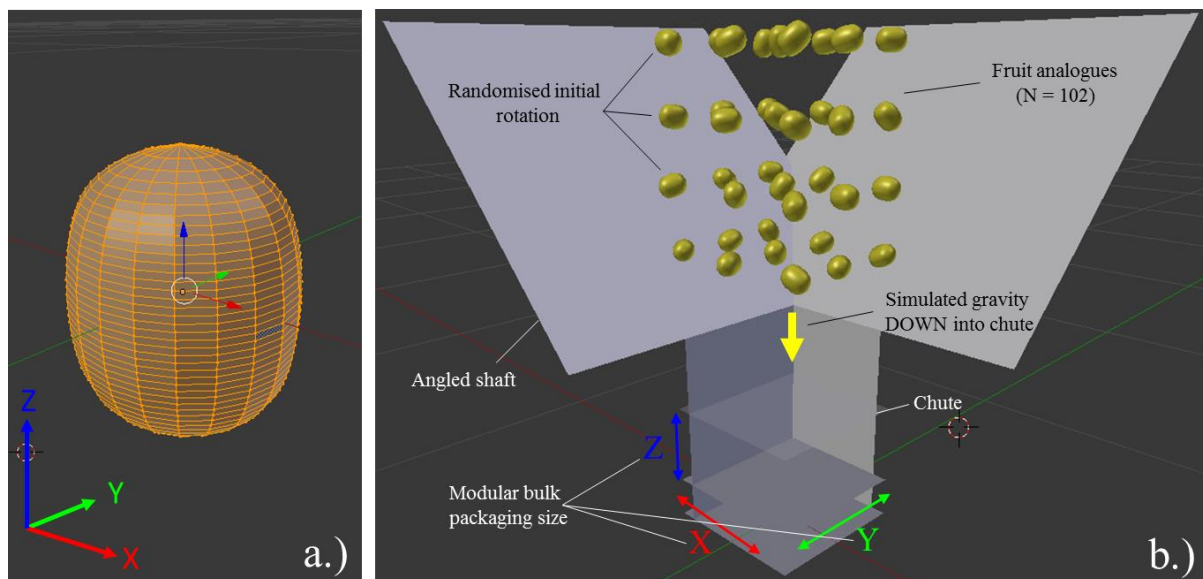 Z
Y
X
a.)
Randomised initial
rotation
Fruit analogues
(N = 102)
Simulated gravity
DOWN into chute
Angled shaft
Chute
Z
Modular bulk
packaging size
X
Y
b.)